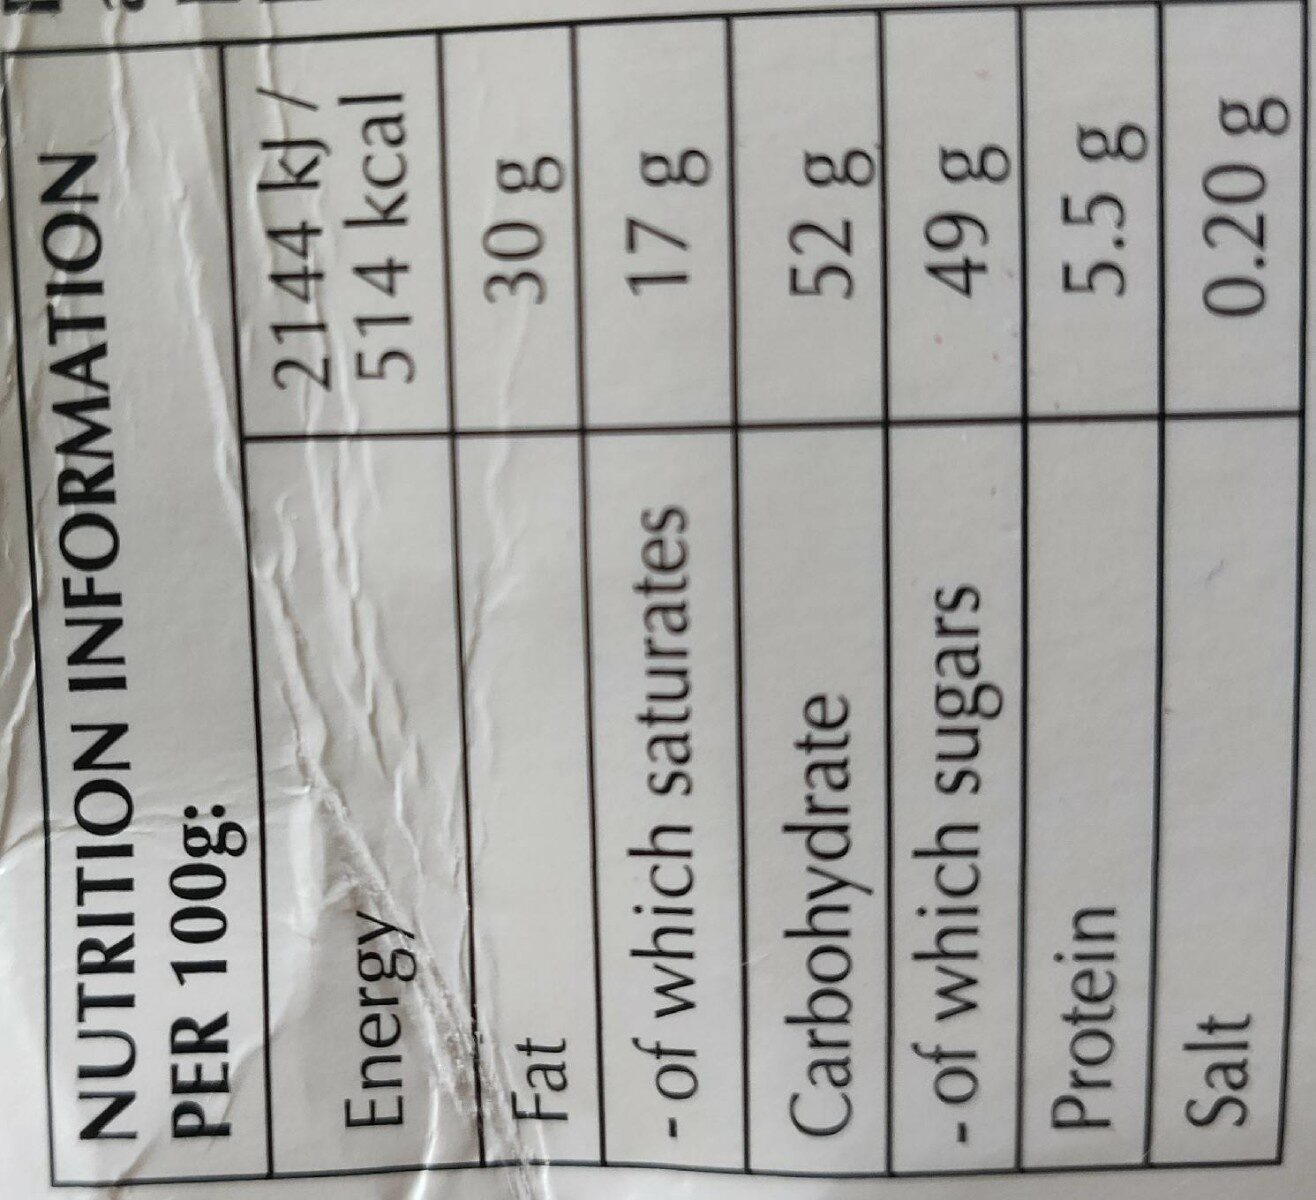 NUTRITION INFORMATION
PER 100g:
Energy 2144 kJ /
514 kcal
Fat 30 g
- of which saturates 17 g
Carbohydrate 52 g
- of which sugars 49 g
Protein 5.5 g
Salt 0.20 g